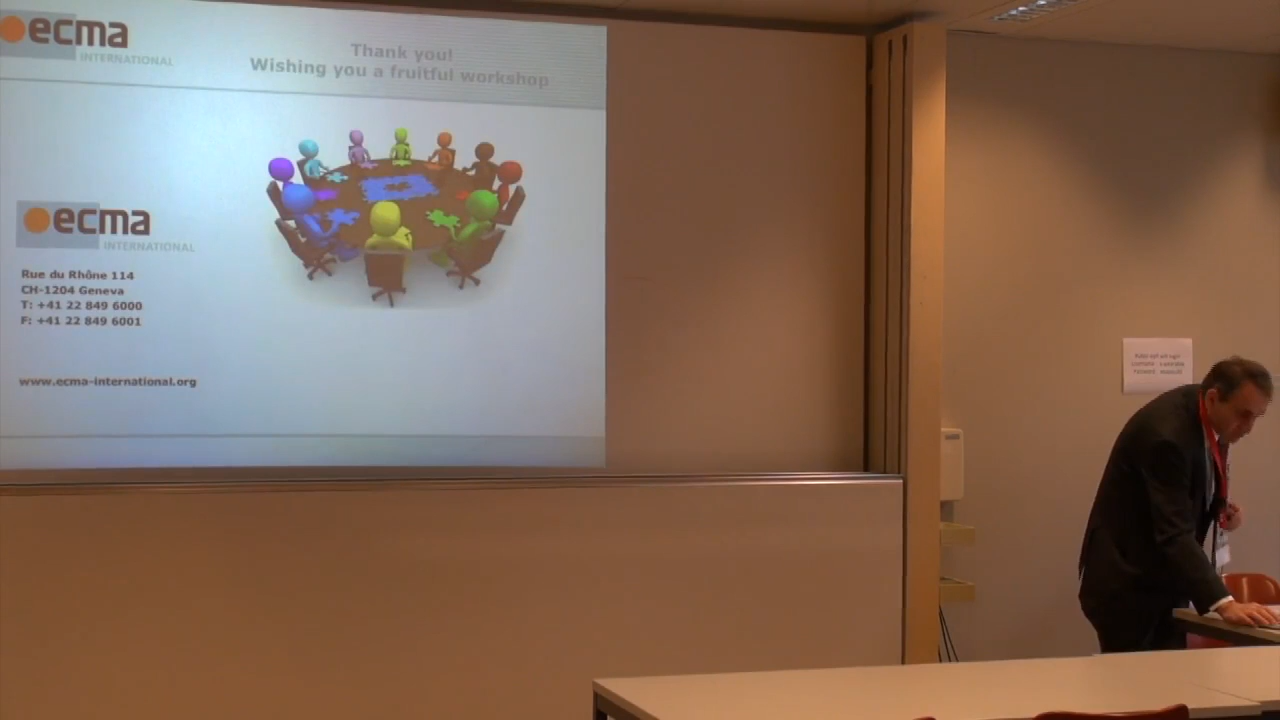 ecma
INTERNATIONAL
Thank you!
Wishing you a fruitful workshop
ecma
INTERNATIONAL
Rue du Rhône 114
CH-1204 Geneva
T: +41 22 849 6000
F: +41 22 849 6001
www.ecma-international.org